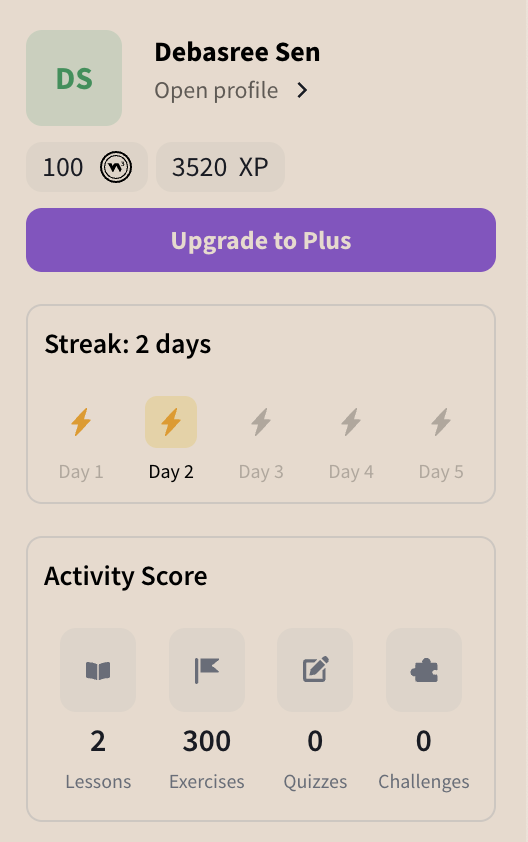 DS
Debasree Sen
Open profile
100
3520 XP
Upgrade to Plus
Streak: 2 days
Day 1 Day 2 Day 3 Day 4 Day 5
Activity Score
2 300 0 0
Lessons Exercises Quizzes Challenges